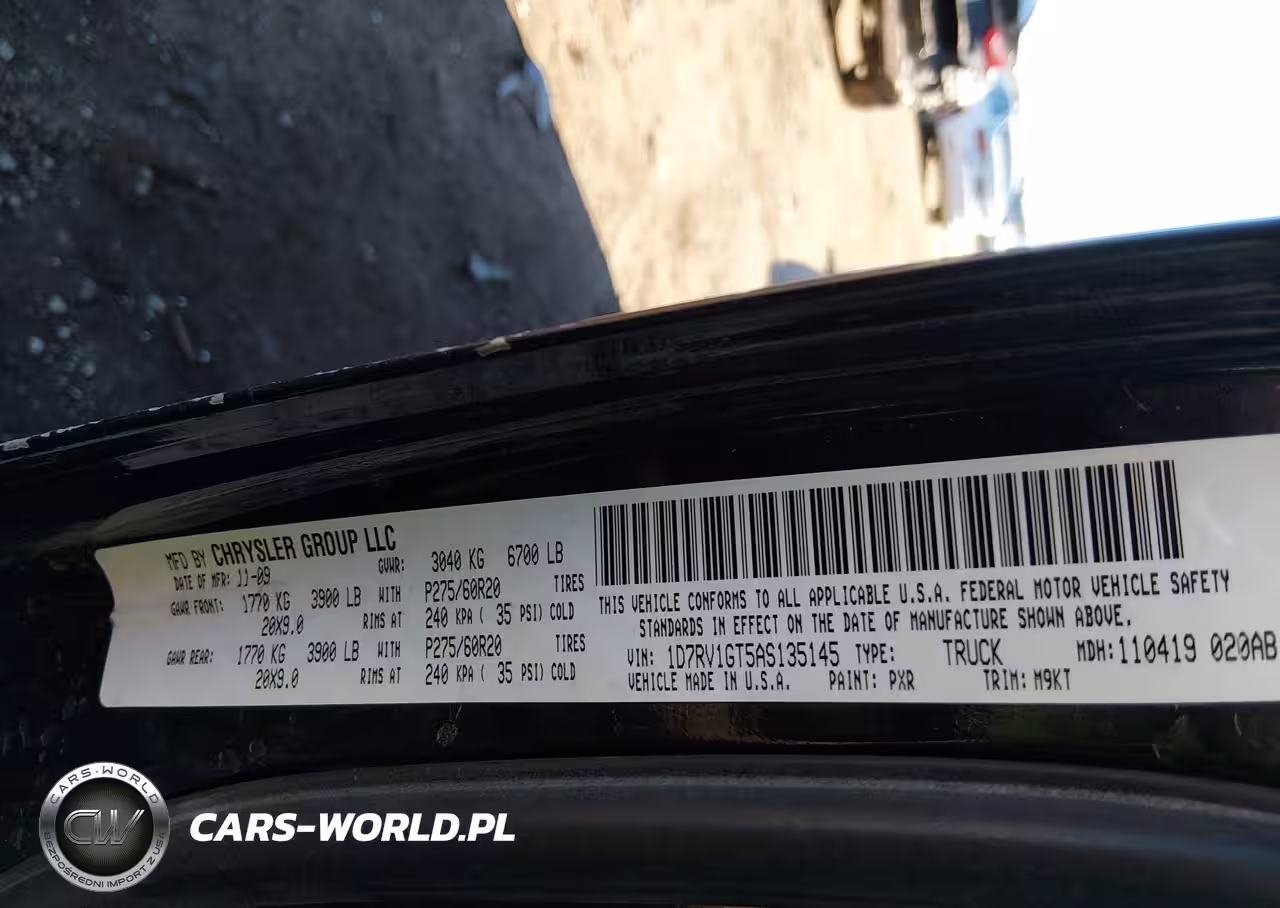 MFD BY CHRYSLER GROUP LLC
DATE OF MFR: 11-09 GVWR: 3040 KG 6700 LB
GAWR FRONT: 1770 KG 3900 LB WITH P275/60R20 TIRES
20X9.0 RIMS AT 240 KPA ( 35 PSI) COLD
GAWR REAR: 1770 KG 3900 LB WITH P275/60R20 TIRES
20X9.0 RIMS AT 240 KPA ( 35 PSI) COLD
THIS VEHICLE CONFORMS TO ALL APPLICABLE U.S.A. FEDERAL MOTOR VEHICLE SAFETY
STANDARDS IN EFFECT ON THE DATE OF MANUFACTURE SHOWN ABOVE.
VIN: 1D7RV1GT5AS135145 TYPE: TRUCK MDH: 110419 020AB
VEHICLE MADE IN U.S.A. PAINT: PXR TRIM: M9KT
CARS-WORLD
CW
BEZPOŚREDNI IMPORT Z USA
CARS-WORLD.PL